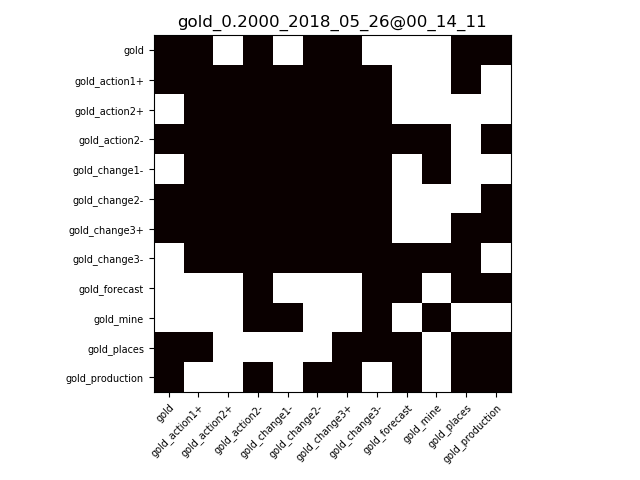 gold_0.2000_2018_05_26@00_14_11
gold
gold_action1+
gold_action2+
gold_action2-
gold_change1-
gold_change2-
gold_change3+
gold_change3-
gold_forecast
gold_mine
gold_places
gold_production
gold
gold_action1+
gold_action2+
gold_action2-
gold_change1-
gold_change2-
gold_change3+
gold_change3-
gold_forecast
gold_mine
gold_places
gold_production